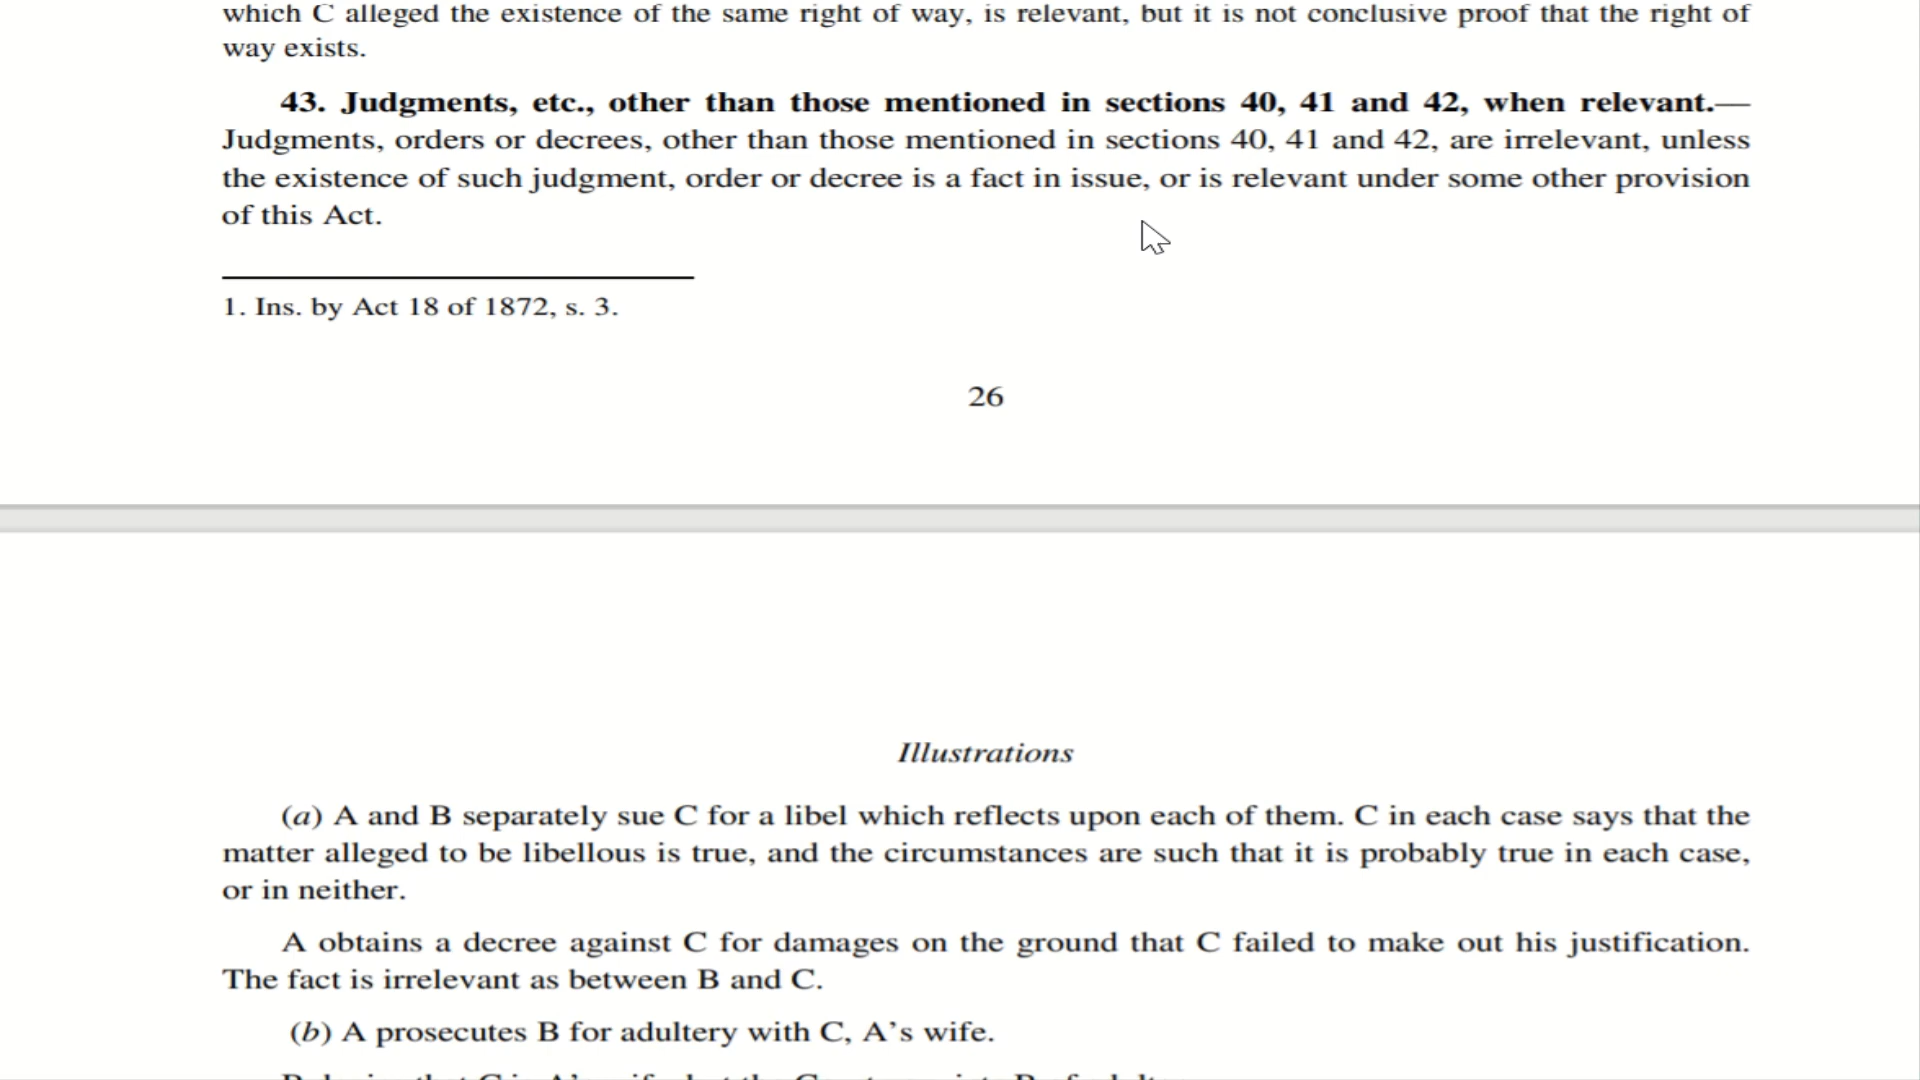 which C alleged the existence of the same right of way, is relevant, but it is not conclusive proof that the right of
way exists.
43. Judgments, etc., other than those mentioned in sections 40, 41 and 42, when relevant.—
Judgments, orders or decrees, other than those mentioned in sections 40, 41 and 42, are irrelevant, unless
the existence of such judgment, order or decree is a fact in issue, or is relevant under some other provision
of this Act.
1. Ins. by Act 18 of 1872, s. 3.
26
Illustrations
(a) A and B separately sue C for a libel which reflects upon each of them. C in each case says that the
matter alleged to be libellous is true, and the circumstances are such that it is probably true in each case,
or in neither.
A obtains a decree against C for damages on the ground that C failed to make out his justification.
The fact is irrelevant as between B and C.
(b) A prosecutes B for adultery with C, A's wife.